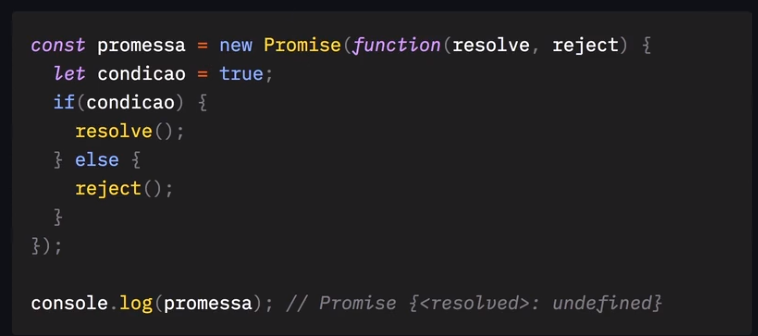 const promessa = new Promise(function(resolve, reject) {
  let condicao = true;
  if(condicao) {
    resolve();
  } else {
    reject();
  }
});

console.log(promessa); // Promise {<resolved>: undefined}